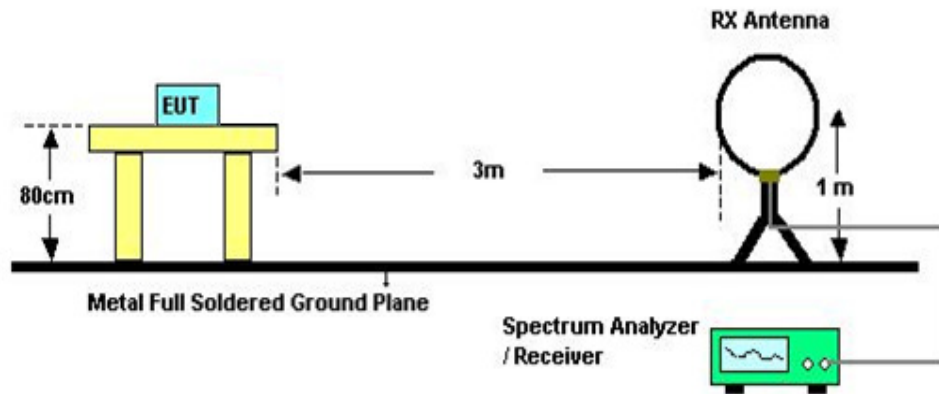 RX Antenna
EUT
3m
80cm
1 m
Metal Full Soldered Ground Plane
Spectrum Analyzer
/ Receiver